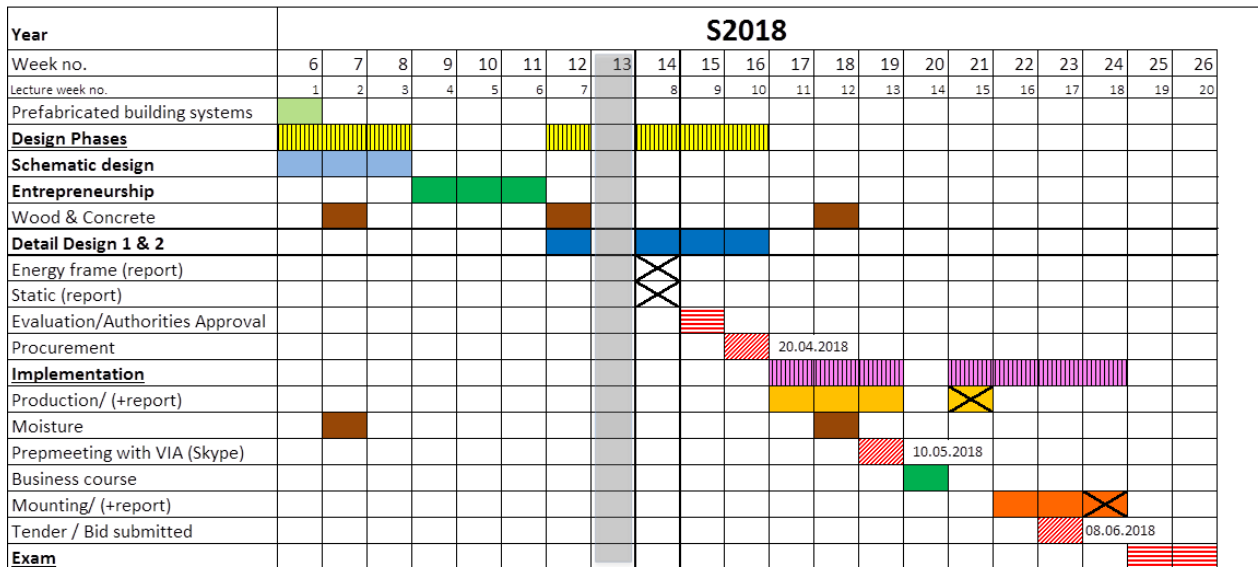 Year S2018
Week no. 6 7 8 9 10 11 12 13 14 15 16 17 18 19 20 21 22 23 24 25 26
Lecture week no. 1 2 3 4 5 6 7 8 9 10 11 12 13 14 15 16 17 18 19 20
Prefabricated building systems
Design Phases
Schematic design
Entrepreneurship
Wood & Concrete
Detail Design 1 & 2
Energy frame (report)
Static (report)
Evaluation/Authorities Approval
Procurement 20.04.2018
Implementation
Production/ (+report)
Moisture
Prepmeeting with VIA (Skype) 10.05.2018
Business course
Mounting/ (+report)
Tender / Bid submitted 08.06.2018
Exam